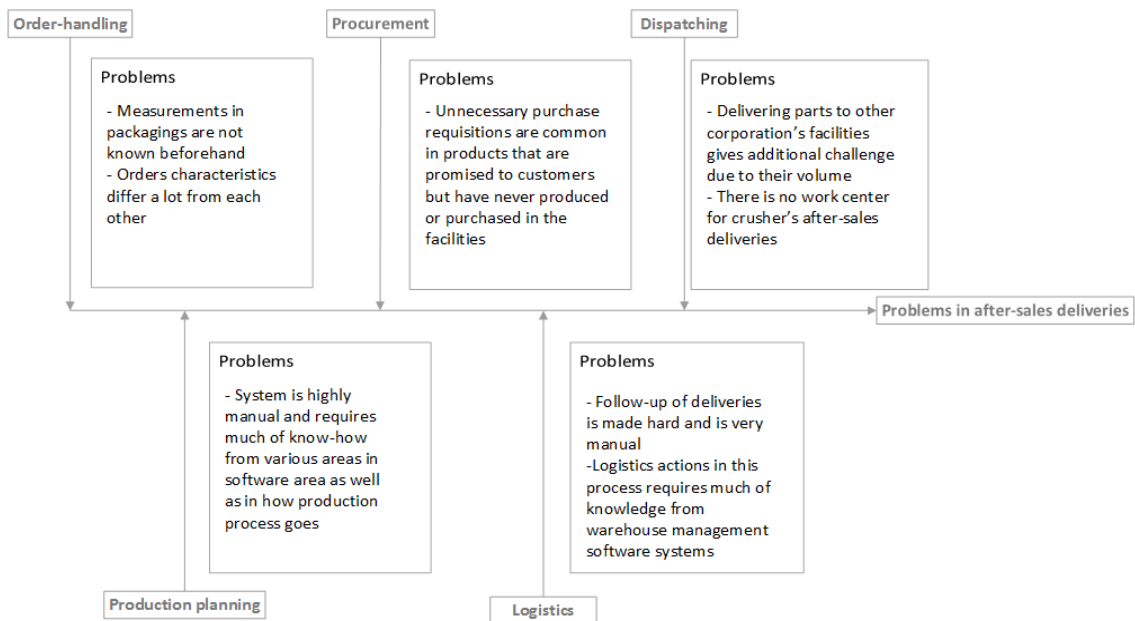 Order-handling
Procurement
Dispatching
Problems
- Measurements in
packagings are not
known beforehand
- Orders characteristics
differ a lot from each
other
Problems
- Unnecessary purchase
requisitions are common
in products that are
promised to customers
but have never produced
or purchased in the
facilities
Problems
- Delivering parts to other
corporation's facilities
gives additional challenge
due to their volume
- There is no work center
for crusher's after-sales
deliveries
Problems in after-sales deliveries
Problems
- System is highly
manual and requires
much of know-how
from various areas in
software area as well
as in how production
process goes
Problems
- Follow-up of deliveries
is made hard and is very
manual
-Logistics actions in this
process requires much of
knowledge from
warehouse management
software systems
Production planning
Logistics